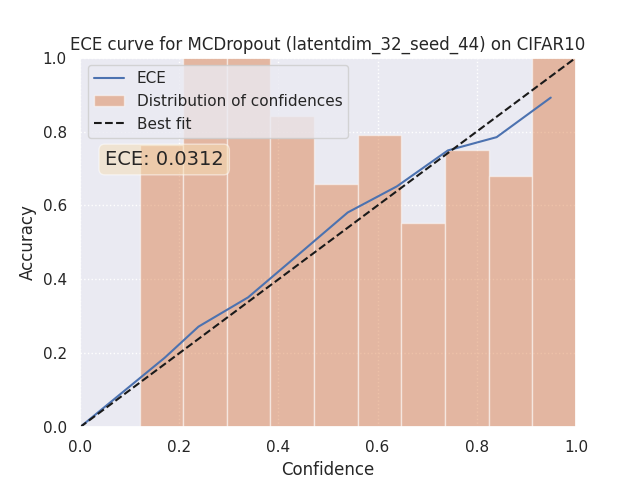 ECE curve for MCDropout (latentdim_32_seed_44) on CIFAR10
1.0
0.8
0.6
0.4
0.2
0.0
Accuracy
ECE
Distribution of confidences
Best fit
ECE: 0.0312
0.0 0.2 0.4 0.6 0.8 1.0
Confidence